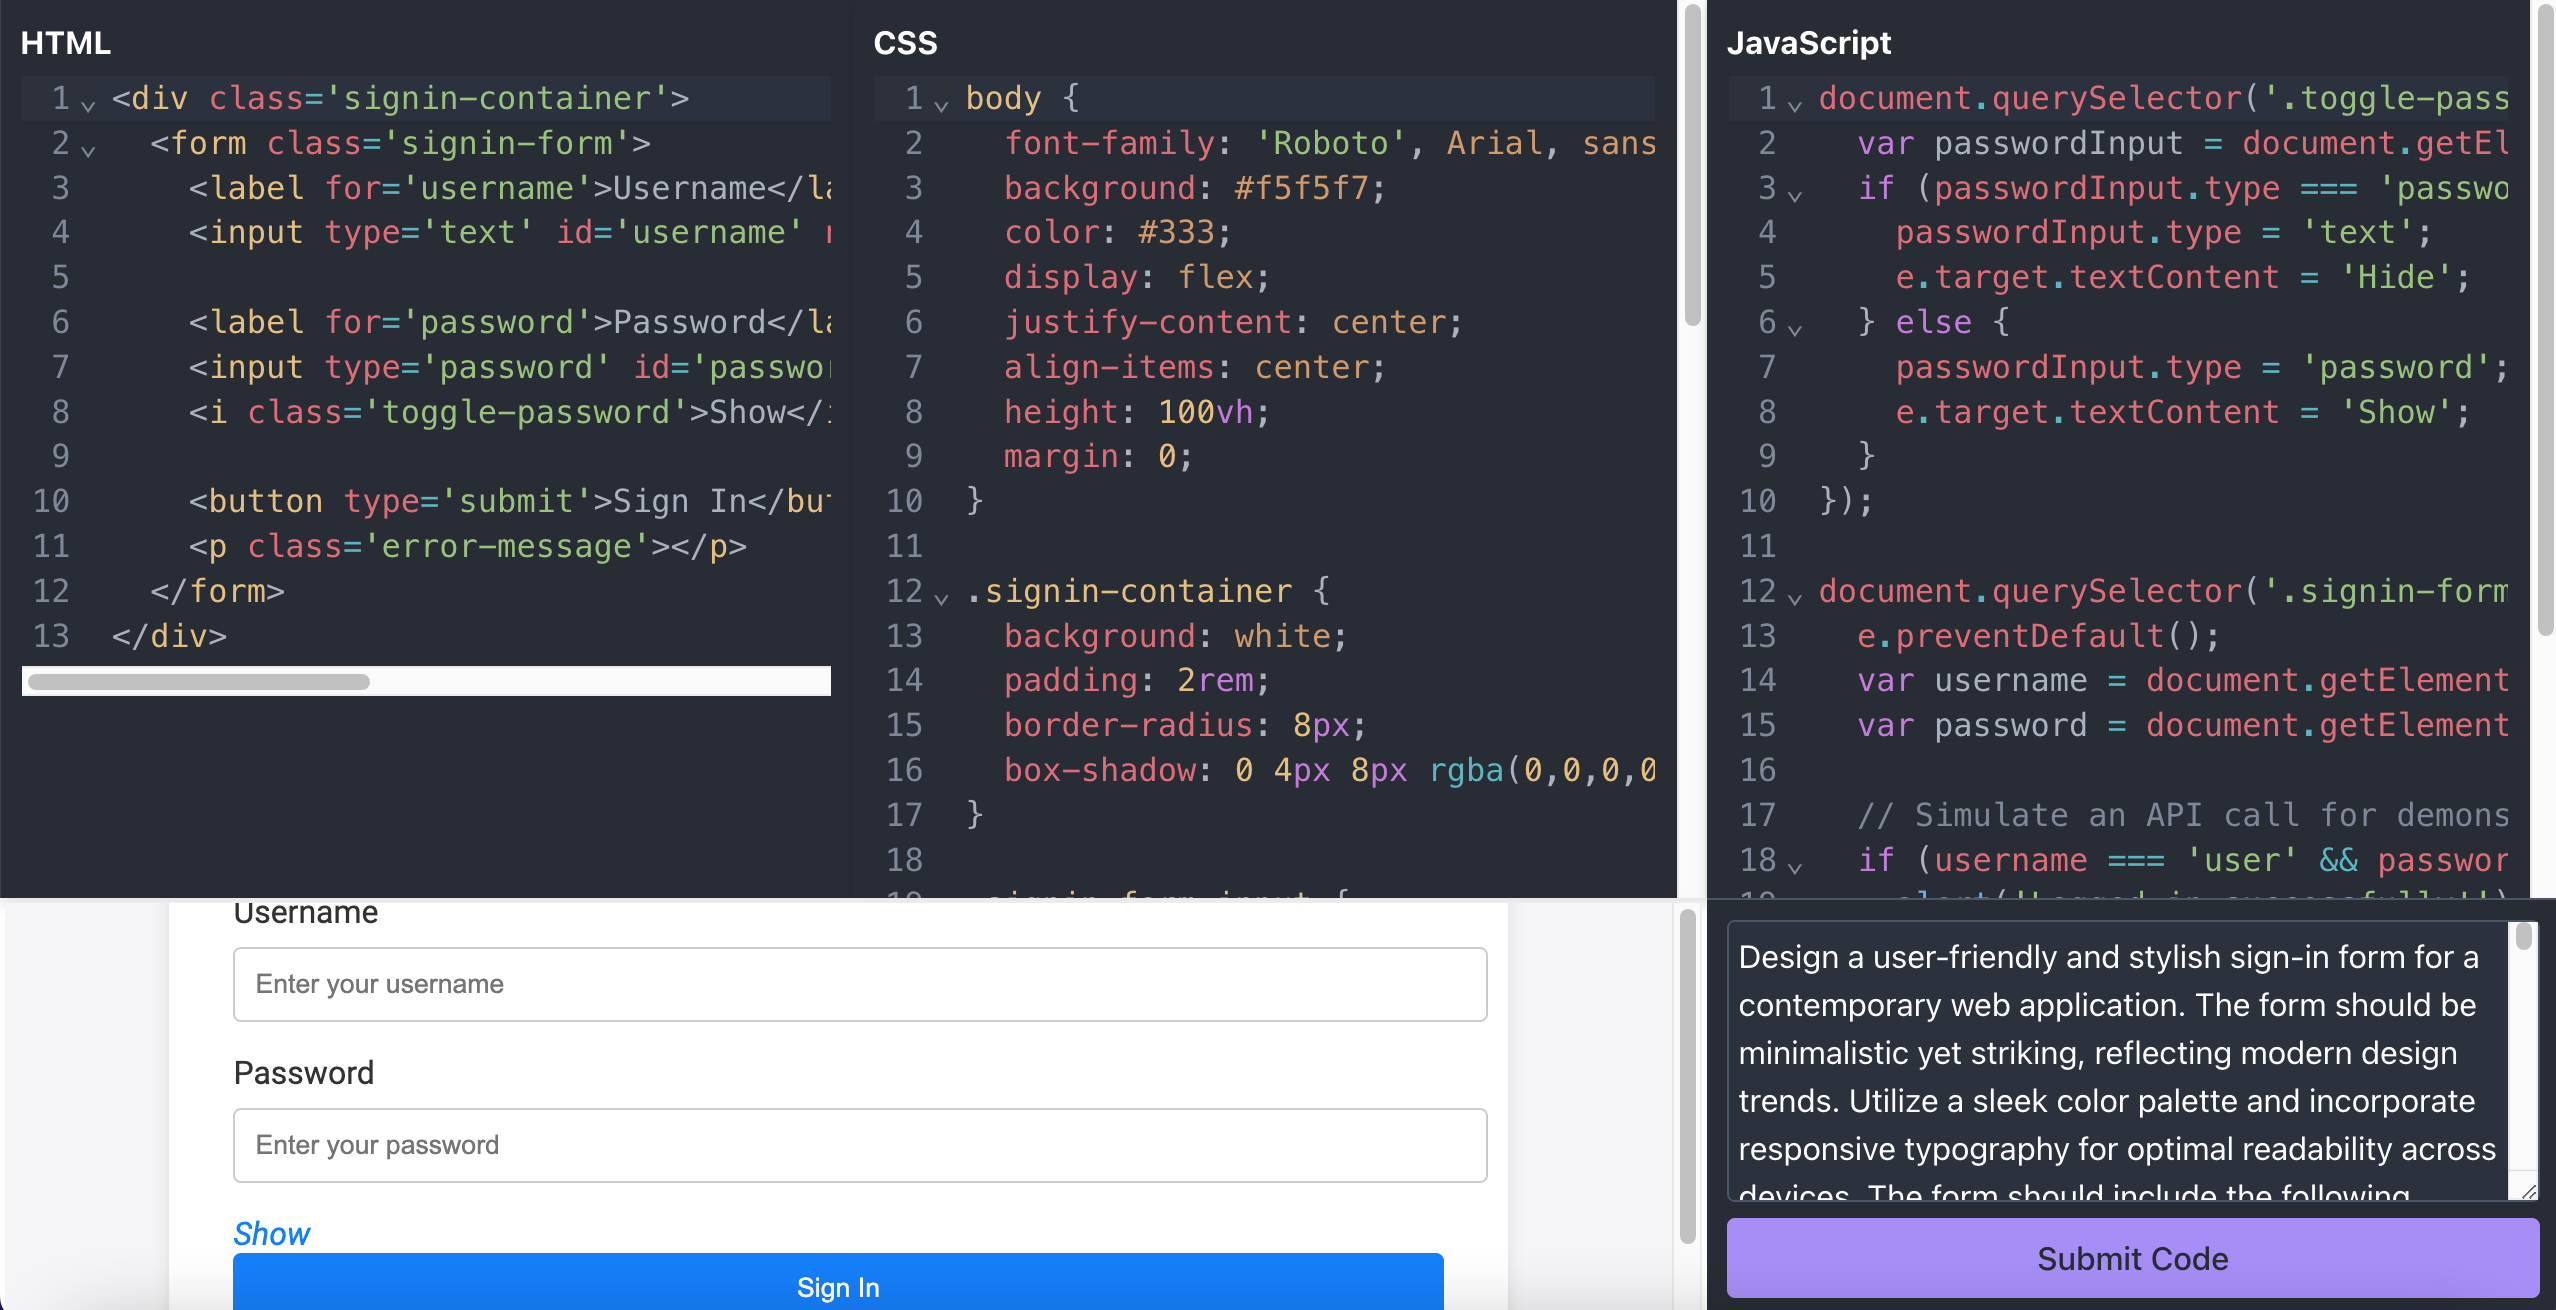 HTML
1 <div class='signin-container'>
2 <form class='signin-form'>
3 <label for='username'>Username</la
4 <input type='text' id='username'
5
6 <label for='password'>Password</la
7 <input type='password' id='passwor
8 <i class='toggle-password'>Show</i
9
10 <button type='submit'>Sign In</but
11 <p class='error-message'></p>
12 </form>
13 </div>
CSS
1 body {
2 font-family: 'Roboto', Arial, sans
3 background: #f5f5f7;
4 color: #333;
5 display: flex;
6 justify-content: center;
7 align-items: center;
8 height: 100vh;
9 margin: 0;
10 }
11
12 .signin-container {
13 background: white;
14 padding: 2rem;
15 border-radius: 8px;
16 box-shadow: 0 4px 8px rgba(0,0,0,0
17 }
18
JavaScript
1 document.querySelector('.toggle-pass
2 var passwordInput = document.getEl
3 if (passwordInput.type === 'passwo
4 passwordInput.type = 'text';
5 e.target.textContent = 'Hide';
6 } else {
7 passwordInput.type = 'password';
8 e.target.textContent = 'Show';
9 }
10 });
11
12 document.querySelector('.signin-form
13 e.preventDefault();
14 var username = document.getElement
15 var password = document.getElement
16
17 // Simulate an API call for demons
18 if (username === 'user' && passwor
Username
Enter your username
Password
Enter your password
Show
Sign In
Design a user-friendly and stylish sign-in form for a
contemporary web application. The form should be
minimalistic yet striking, reflecting modern design
trends. Utilize a sleek color palette and incorporate
responsive typography for optimal readability across
devices. The form should include the following
Submit Code